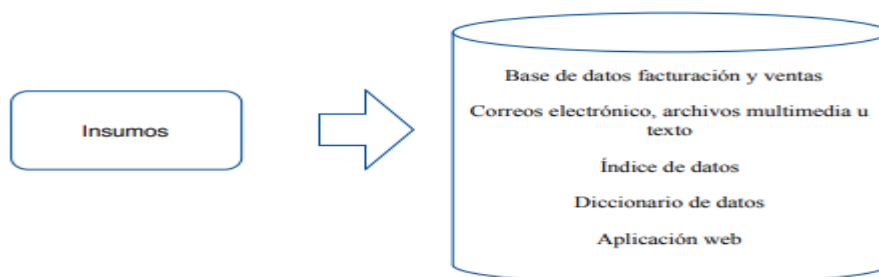 Insumos
Base de datos facturación y ventas
Correos electrónico, archivos multimedia u
texto
Índice de datos
Diccionario de datos
Aplicación web